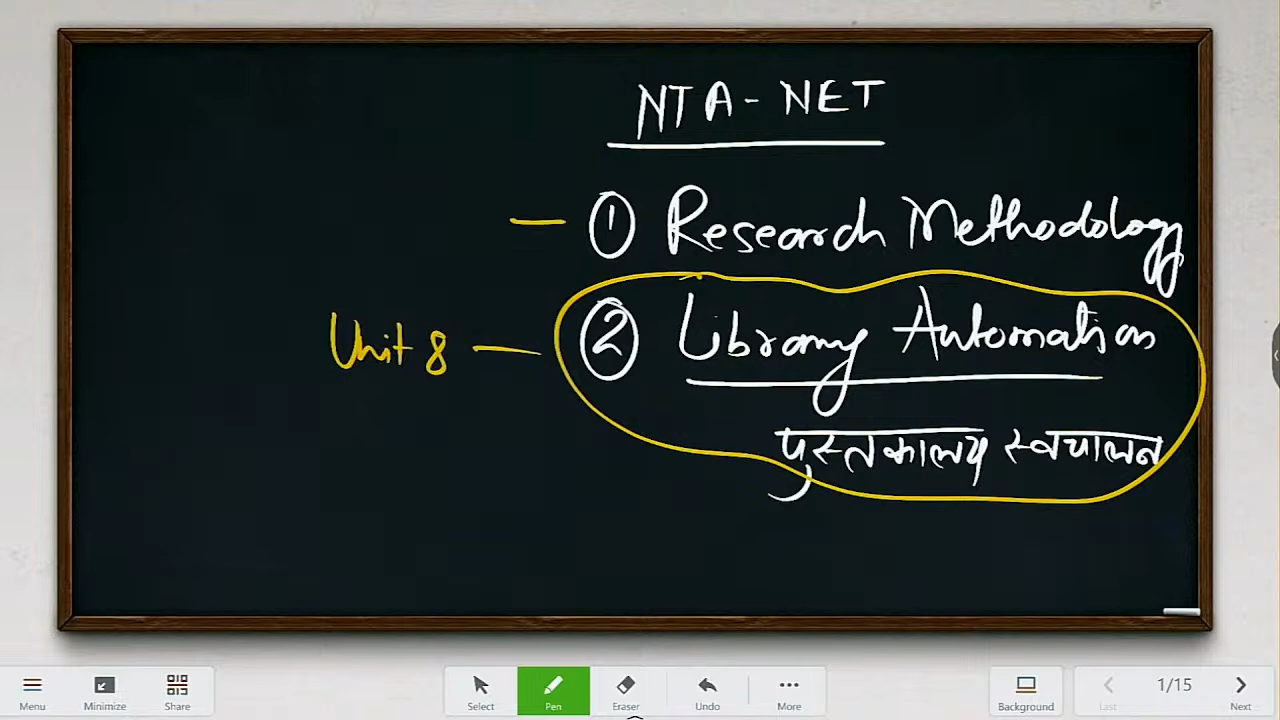 NTA-NET
① Research Methodology
Unit 8 — ② Library Automation
पुस्तकालय स्वचालन
Menu Minimize Share Select Pen Eraser Undo More Background Last 1/15 Next